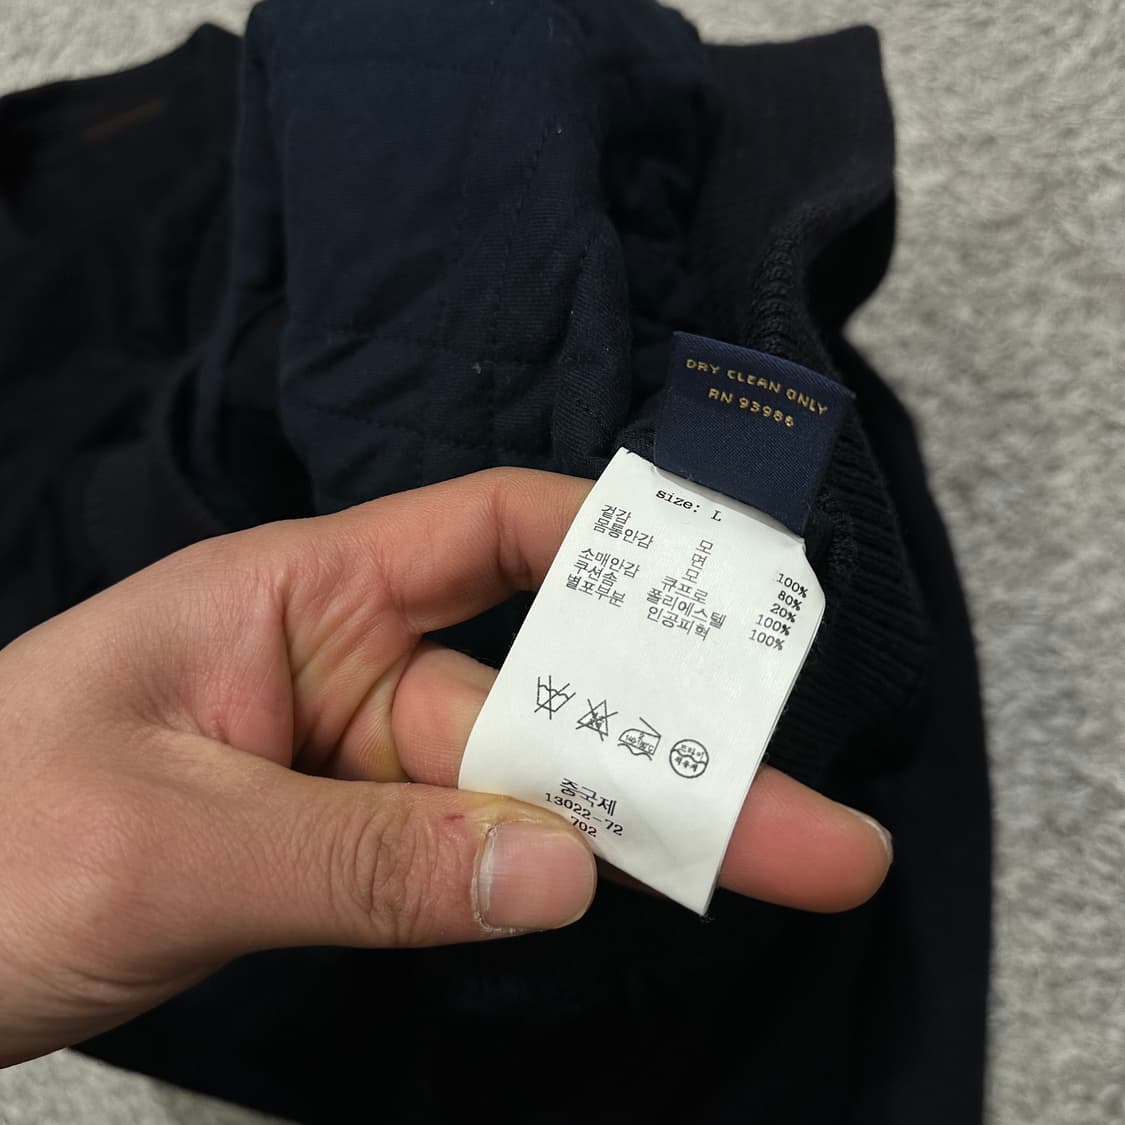 DRY CLEAN ONLY
RN 93986
size: L
겉감 모 100%
몸통안감 면 80%
모 20%
소매안감 큐프로 100%
쿠션솜 폴리에스텔 100%
별포부분 인공피혁
중국제
13022-72
702